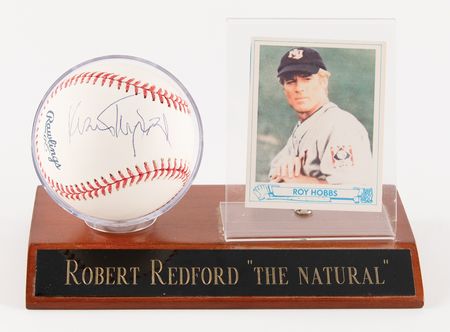 Rawlings
ROY HOBBS
ROBERT REDFORD "THE NATURAL"